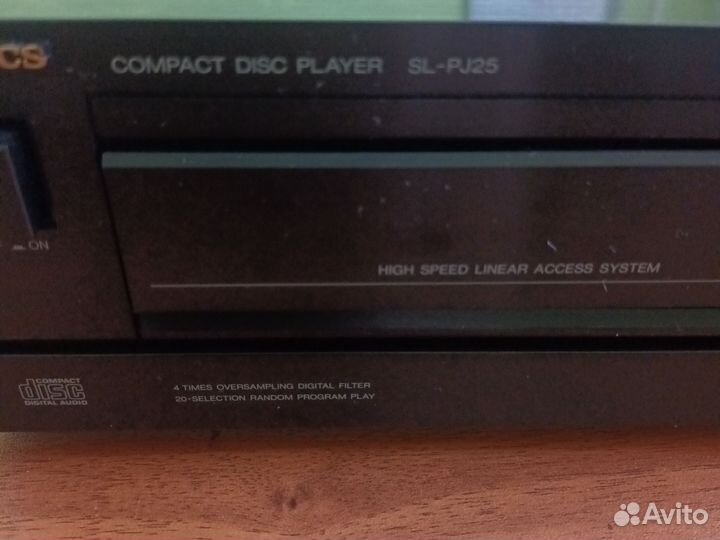 CS
COMPACT DISC PLAYER SL-PJ25
ON
HIGH SPEED LINEAR ACCESS SYSTEM
COMPACT
disc
DIGITAL AUDIO
4 TIMES OVERSAMPLING DIGITAL FILTER
20-SELECTION RANDOM PROGRAM PLAY
Avito